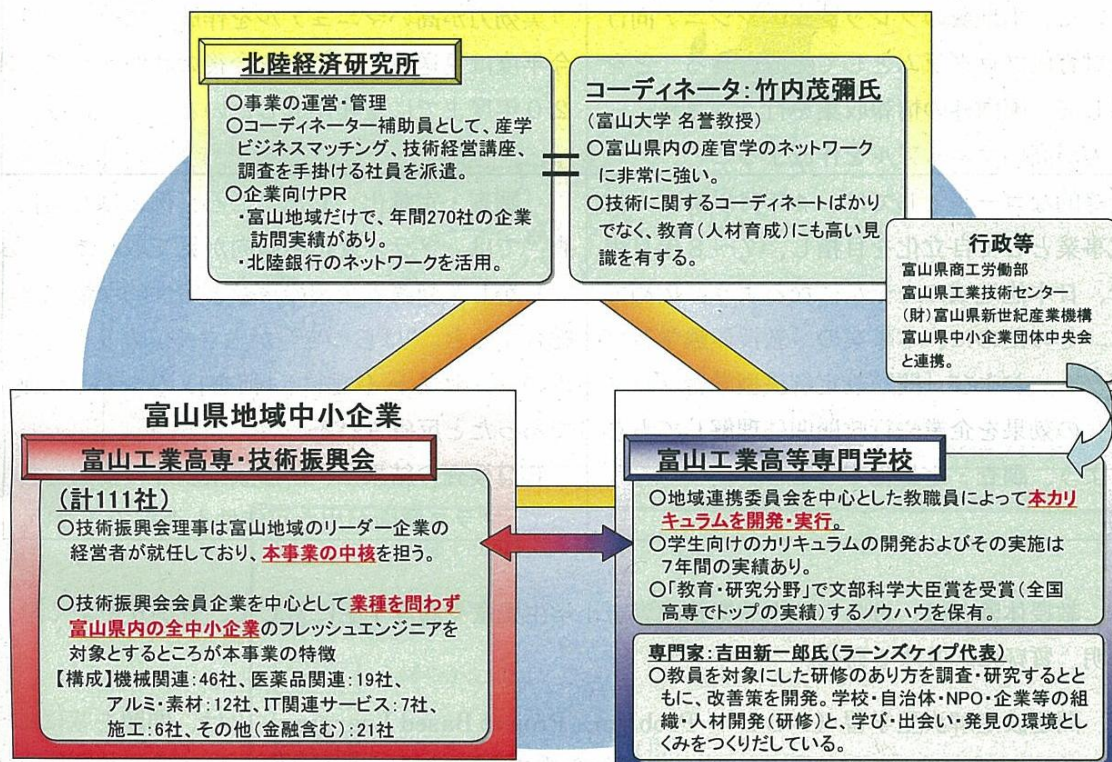 北陸経済研究所
○事業の運営・管理
○コーディネーター補助員として、産学
ビジネスマッチング、技術経営講座、
調査を手掛ける社員を派遣。
○企業向けPR
・富山地域だけで、年間270社の企業
訪問実績があり。
・北陸銀行のネットワークを活用。
=
コーディネータ:竹内茂彌氏
(富山大学 名誉教授)
○富山県内の産官学のネットワーク
に非常に強い。
○技術に関するコーディネートばかり
でなく、教育(人材育成)にも高い見
識を有する。
行政等
富山県商工労働部
富山県工業技術センター
(財)富山県新世紀産業機構
富山県中小企業団体中央会
と連携。
富山県地域中小企業
富山工業高専・技術振興会
(計111社)
○技術振興会理事は富山地域のリーダー企業の
経営者が就任しており、本事業の中核を担う。
○技術振興会会員企業を中心として業種を問わず
富山県内の全中小企業のフレッシュエンジニアを
対象とするところが本事業の特徴
【構成】機械関連:46社、医薬品関連:19社、
アルミ・素材:12社、IT関連サービス:7社、
施工:6社、その他(金融含む):21社
富山工業高等専門学校
○地域連携委員会を中心とした教職員によって本カリ
キュラムを開発・実行。
○学生向けのカリキュラムの開発およびその実施は
7年間の実績あり。
○「教育・研究分野」で文部科学大臣賞を受賞(全国
高専でトップの実績)するノウハウを保有。
専門家:吉田新一郎氏(ラーンズケイプ代表)
○教員を対象にした研修のあり方を調査・研究するとと
もに、改善策を開発。学校・自治体・NPO・企業等の組
織・人材開発(研修)と、学び・出会い・発見の環境とし
くみをつくりだしている。